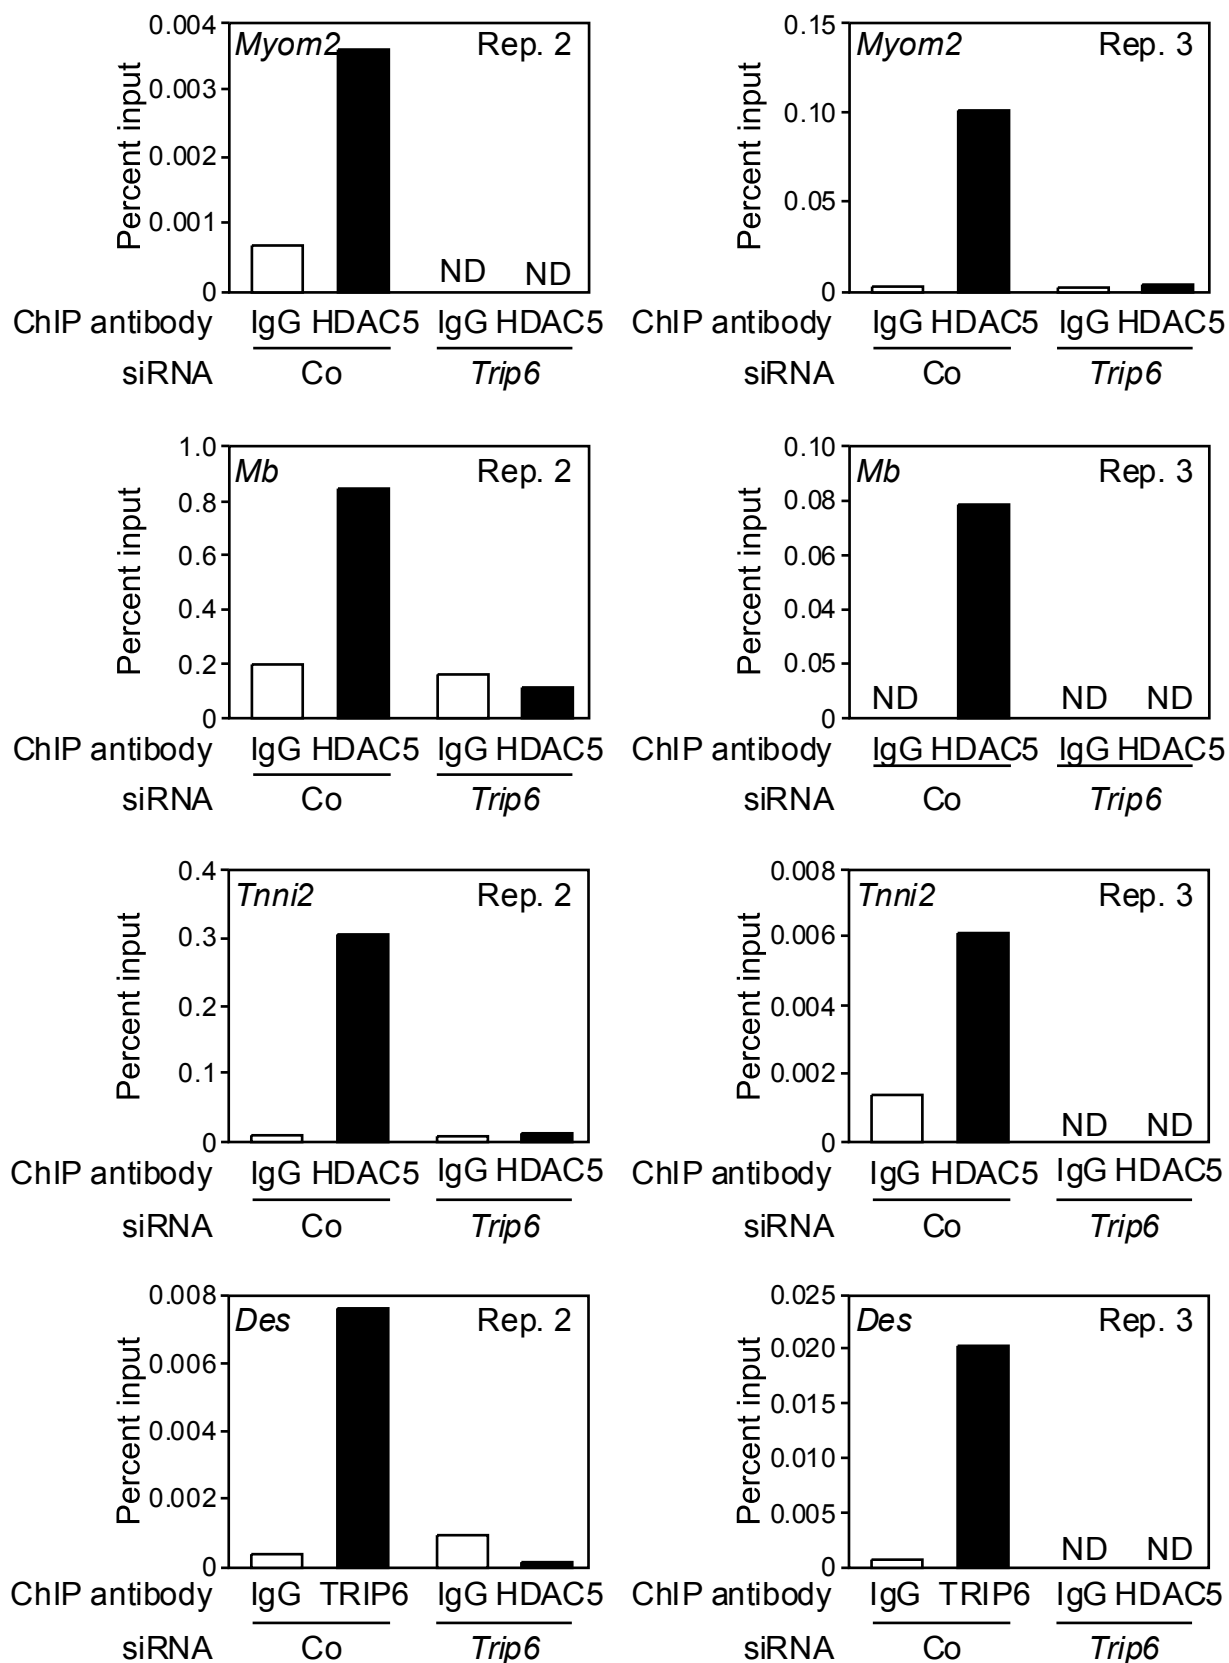 Percent input
0.004
0.003
0.002
0.001
0
Myom2
Rep. 2
ND ND
ChIP antibody IgG HDAC5 IgG HDAC5
siRNA Co Trip6
Percent input
0.15
0.10
0.05
0
Myom2
Rep. 3
ChIP antibody IgG HDAC5 IgG HDAC5
siRNA Co Trip6
Percent input
1.0
0.8
0.6
0.4
0.2
0
Mb
Rep. 2
ChIP antibody IgG HDAC5 IgG HDAC5
siRNA Co Trip6
Percent input
0.10
0.08
0.06
0.04
0.05
0
Mb
Rep. 3
ND ND ND
ChIP antibody IgG HDAC5 IgG HDAC5
siRNA Co Trip6
Percent input
0.4
0.3
0.2
0.1
0
Tnni2
Rep. 2
ChIP antibody IgG HDAC5 IgG HDAC5
siRNA Co Trip6
Percent input
0.008
0.006
0.004
0.002
0
Tnni2
Rep. 3
ND ND
ChIP antibody IgG HDAC5 IgG HDAC5
siRNA Co Trip6
Percent input
0.008
0.006
0.004
0.002
0
Des
Rep. 2
ChIP antibody IgG TRIP6 IgG HDAC5
siRNA Co Trip6
Percent input
0.025
0.020
0.015
0.010
0.005
0
Des
Rep. 3
ND ND
ChIP antibody IgG TRIP6 IgG HDAC5
siRNA Co Trip6